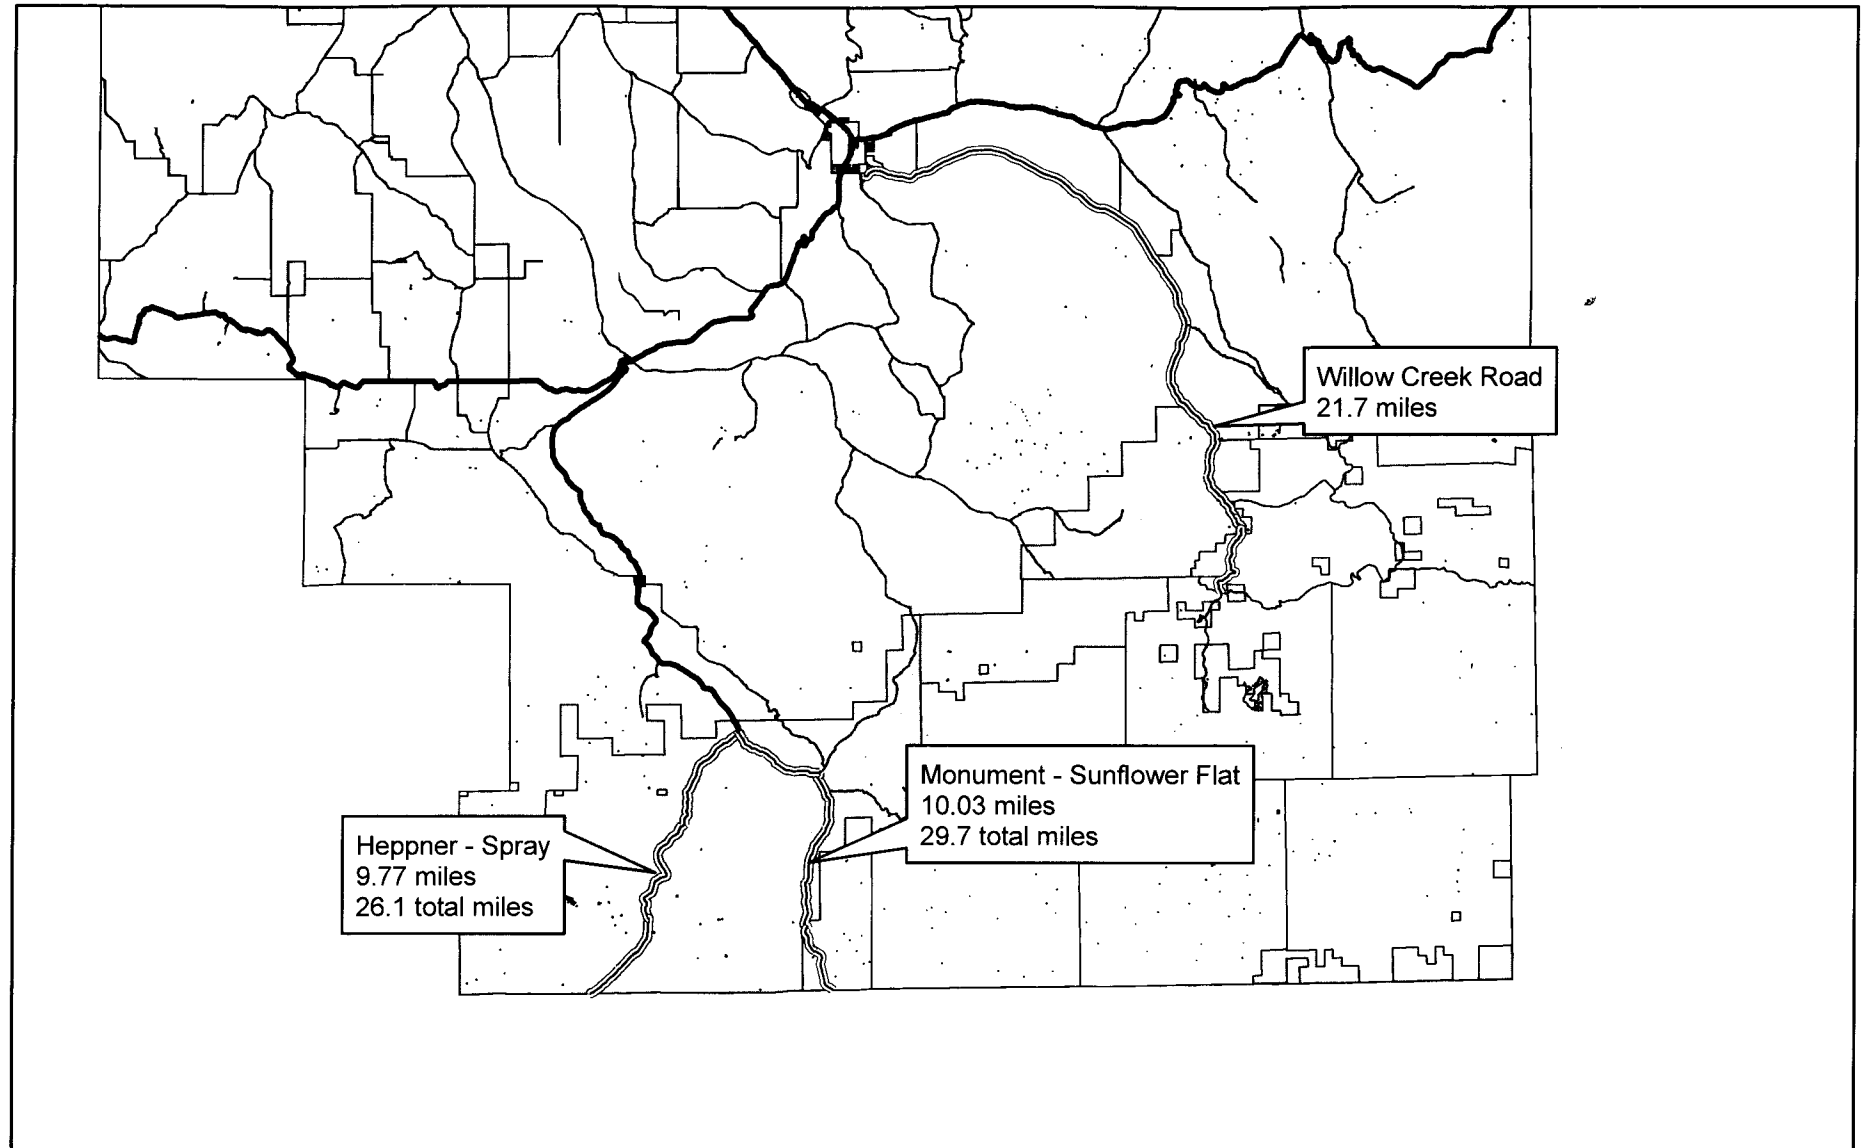 Willow Creek Road
21.7 miles
Monument - Sunflower Flat
10.03 miles
29.7 total miles
Heppner - Spray
9.77 miles
26.1 total miles